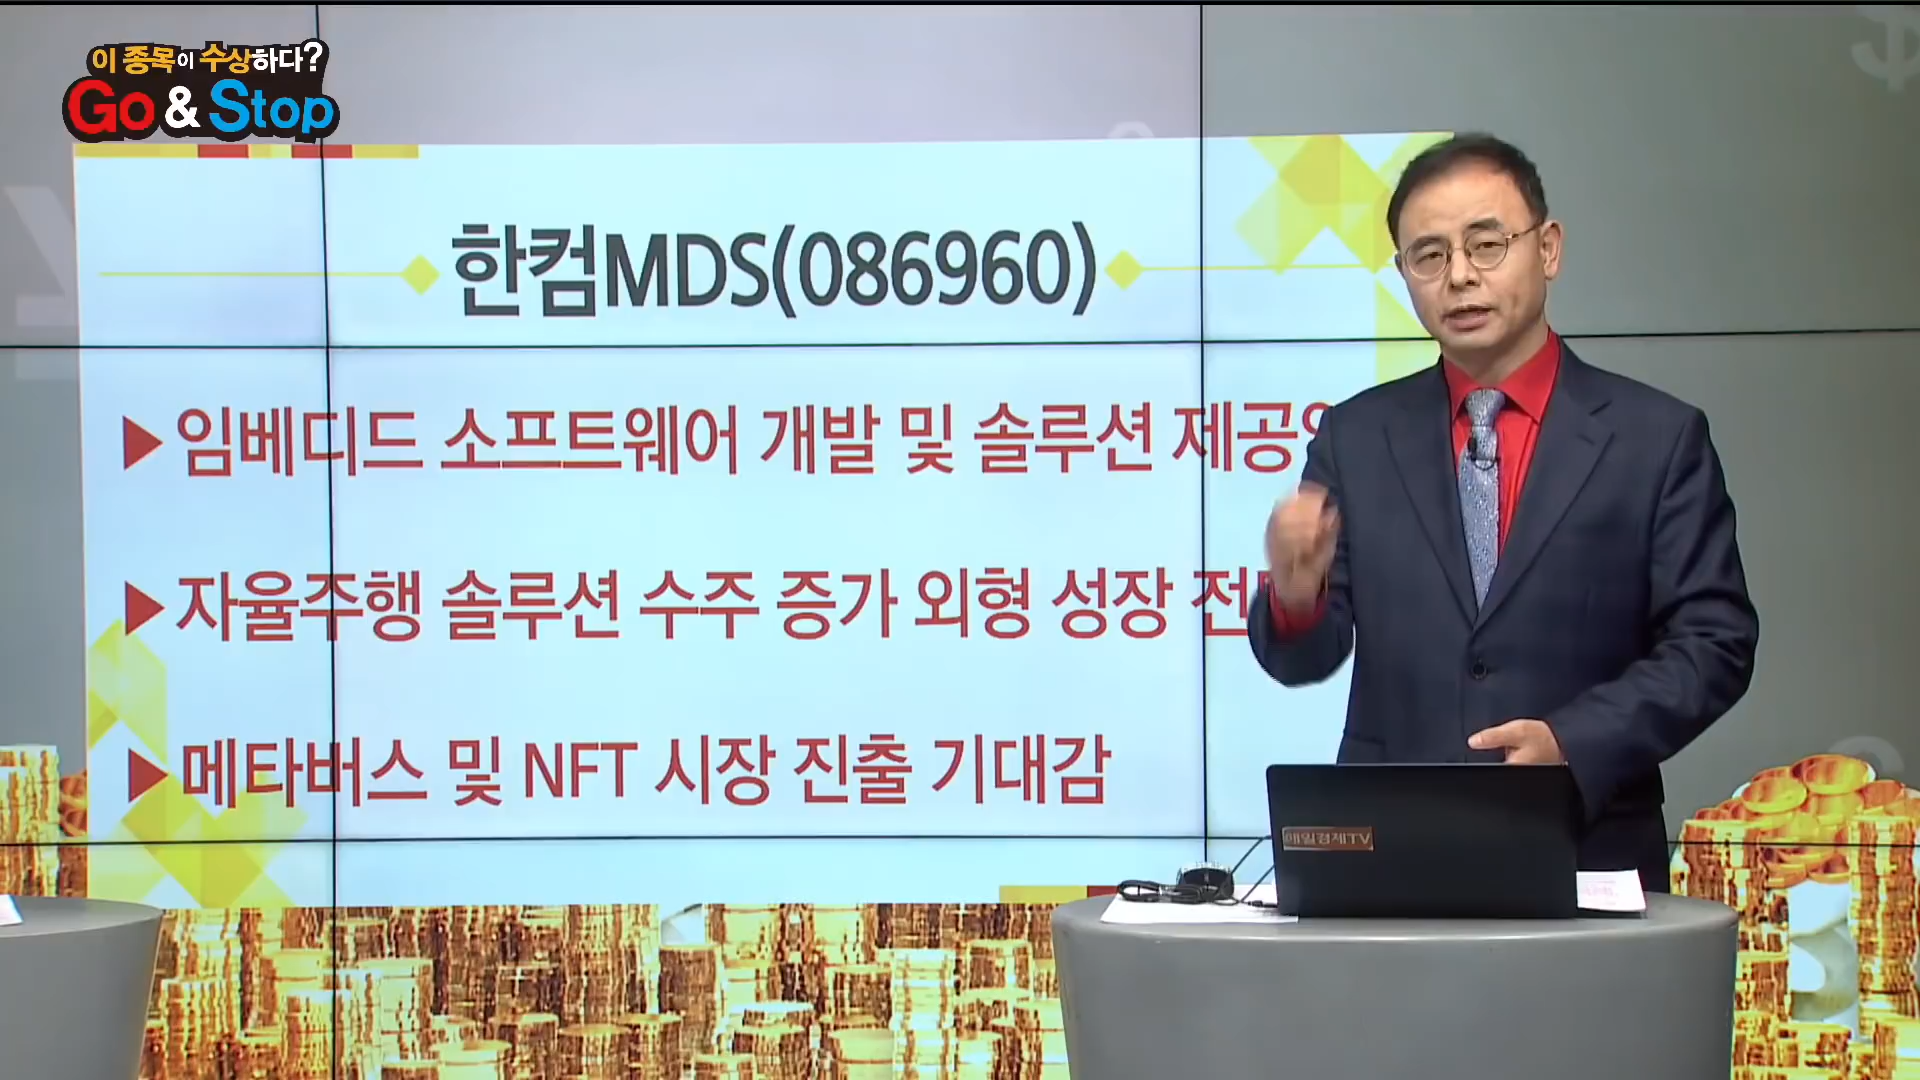 이 종목이 수상하다?
Go & Stop
한컴MDS(086960)
▶임베디드 소프트웨어 개발 및 솔루션 제공
▶자율주행 솔루션 수주 증가 외형 성장
▶메타버스 및 NFT 시장 진출 기대감
매일경제TV